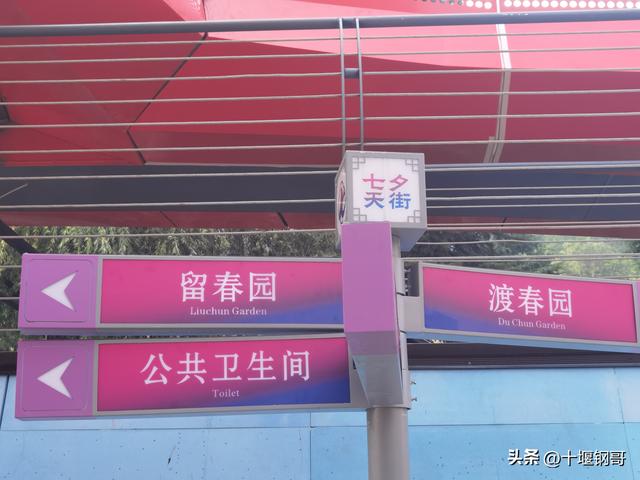 七夕
天街
留春园
Liuchun Garden
渡春园
Du Chun Garden
公共卫生间
Toilet
头条 @十堰钢哥